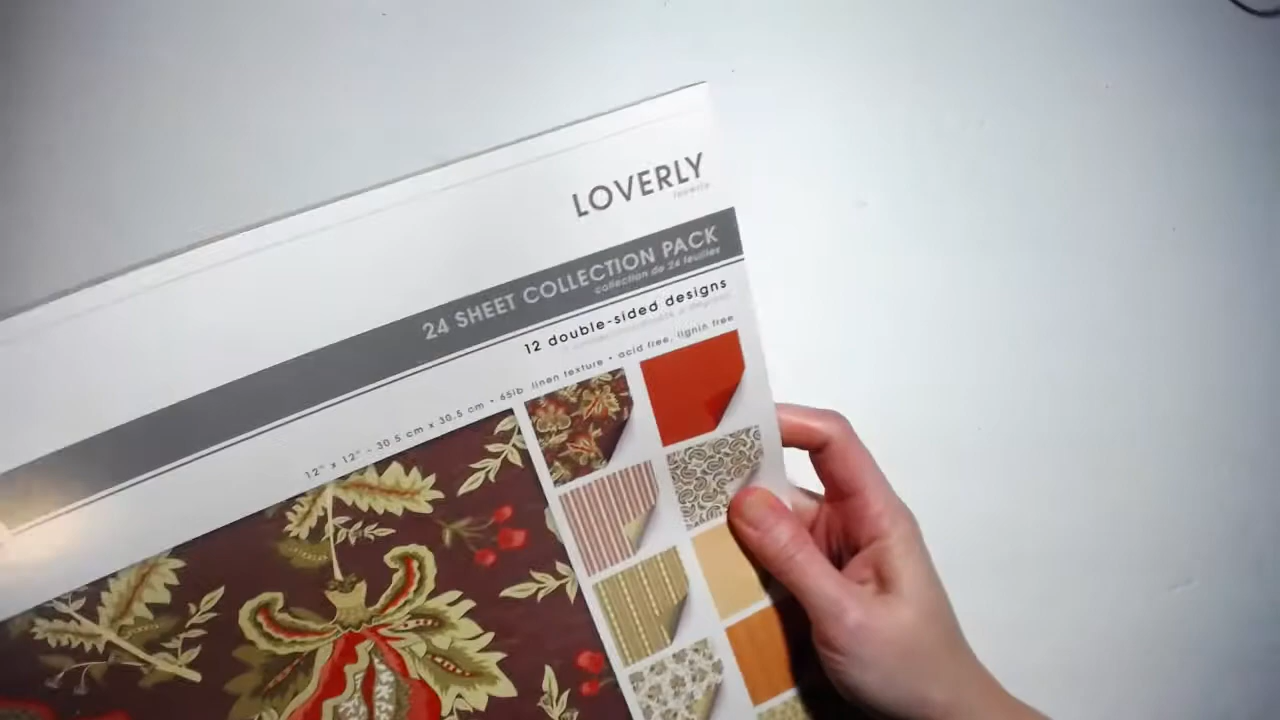 LOVERLY
24 SHEET COLLECTION PACK
collection de 24 feuilles
12 double-sided designs
12" x 12" - 30.5 cm x 30.5 cm • 65lb linen texture • acid free, lignin free